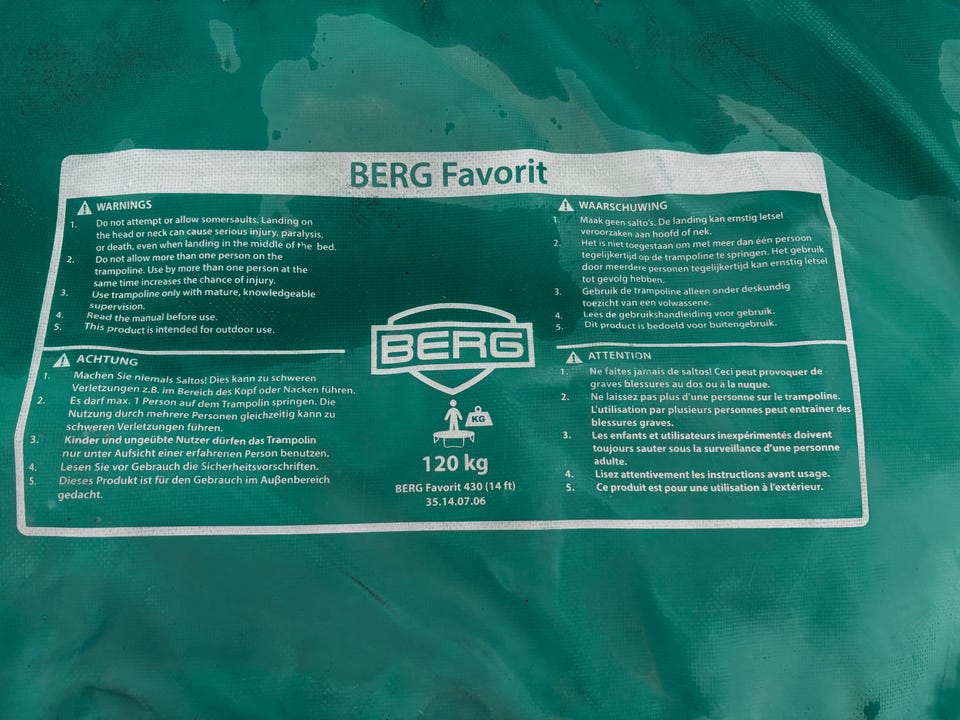 BERG Favorit
WARNINGS
1. Do not attempt or allow somersaults. Landing on
the head or neck can cause serious injury, paralysis,
or death, even when landing in the middle of the bed.
2. Do not allow more than one person on the
trampoline. Use by more than one person at the
same time increases the chance of injury.
3. Use trampoline only with mature, knowledgeable
supervision.
4. Read the manual before use.
5. This product is intended for outdoor use.
WAARSCHUWING
1. Maak geen salto's. De landing kan ernstig letsel
veroorzaken aan hoofd of nek.
2. Het is niet toegestaan om met meer dan één persoon
tegelijkertijd op de trampoline te springen. Het gebruik
door meerdere personen tegelijkertijd kan ernstig letsel
tot gevolg hebben.
3. Gebruik de trampoline alleen onder deskundig
toezicht van een volwassene.
4. Lees de gebruikshandleiding voor gebruik.
5. Dit product is bedoeld voor buitengebruik.
ACHTUNG
1. Machen Sie niemals Saltos! Dies kann zu schweren
Verletzungen z.B. im Bereich des Kopf oder Nacken führen.
2. Es darf max. 1 Person auf dem Trampolin springen. Die
Nutzung durch mehrere Personen gleichzeitig kann zu
schweren Verletzungen führen.
3. Kinder und ungeübte Nutzer dürfen das Trampolin
nur unter Aufsicht einer erfahrenen Person benutzen.
4. Lesen Sie vor Gebrauch die Sicherheitsvorschriften.
5. Dieses Produkt ist für den Gebrauch im Außenbereich
gedacht.
BERG
KG
120 kg
BERG Favorit 430 (14 ft)
35.14.07.06
ATTENTION
1. Ne faites jamais de saltos! Ceci peut provoquer de
graves blessures au dos ou à la nuque.
2. Ne laissez pas plus d'une personne sur le trampoline.
L'utilisation par plusieurs personnes peut entraîner des
blessures graves.
3. Les enfants et utilisateurs inexpérimentés doivent
toujours sauter sous la surveillance d'une personne
adulte.
4. Lisez attentivement les instructions avant usage.
5. Ce produit est pour une utilisation à l'extérieur.